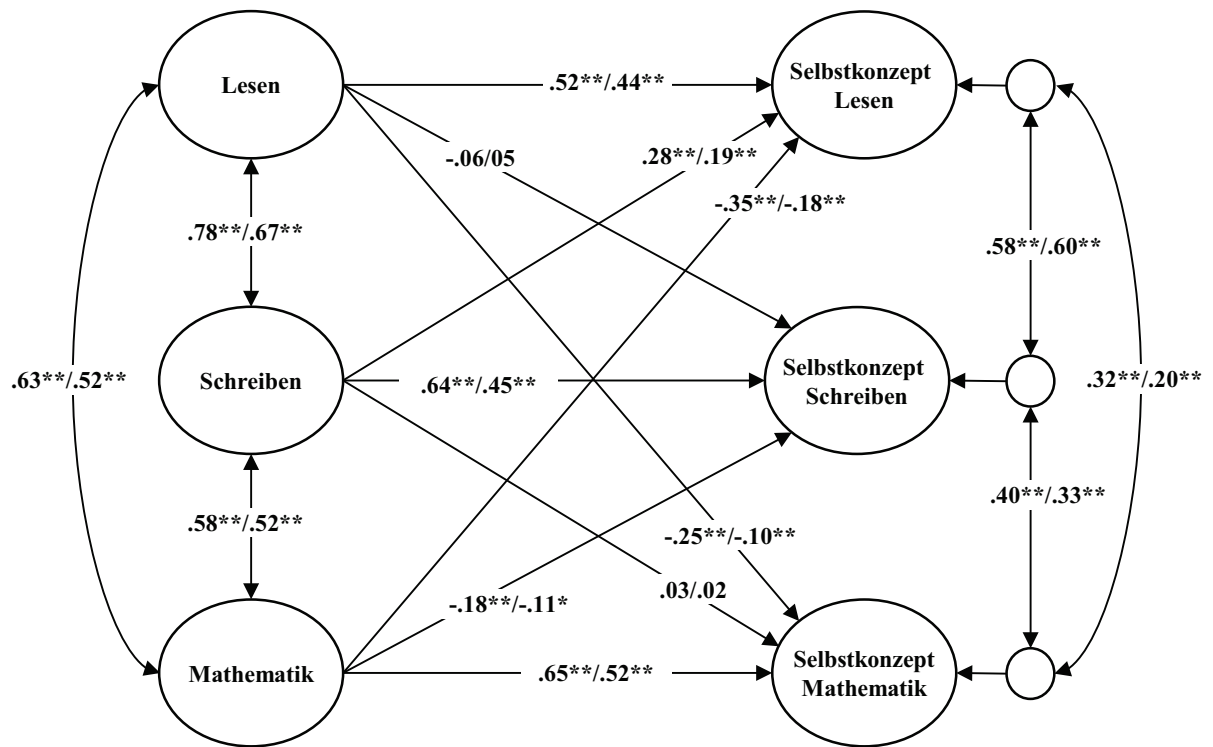 Lesen
.52**/.44**
Selbstkonzept
Lesen
-.06/05
.28**/.19**
-.35**/-.18**
.78**/.67**
.58**/.60**
.63**/.52**
Schreiben
.64**/.45**
Selbstkonzept
Schreiben
.32**/.20**
.58**/.52**
.40**/.33**
-.25**/-.10**
-.18**/-.11*
.03/.02
Mathematik
.65**/.52**
Selbstkonzept
Mathematik